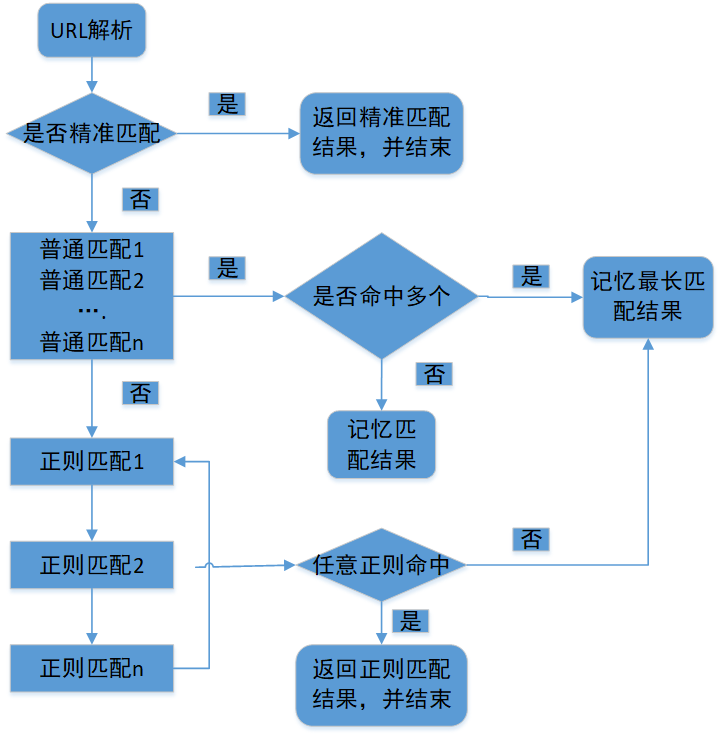 URL解析
是否精准匹配
是
返回精准匹配
结果，并结束
否
普通匹配1
普通匹配2
….
普通匹配n
是
是否命中多个
是
记忆最长匹
配结果
否
记忆匹
配结果
否
正则匹配1
正则匹配2
正则匹配n
任意正则命中
否
是
返回正则匹配
结果，并结束